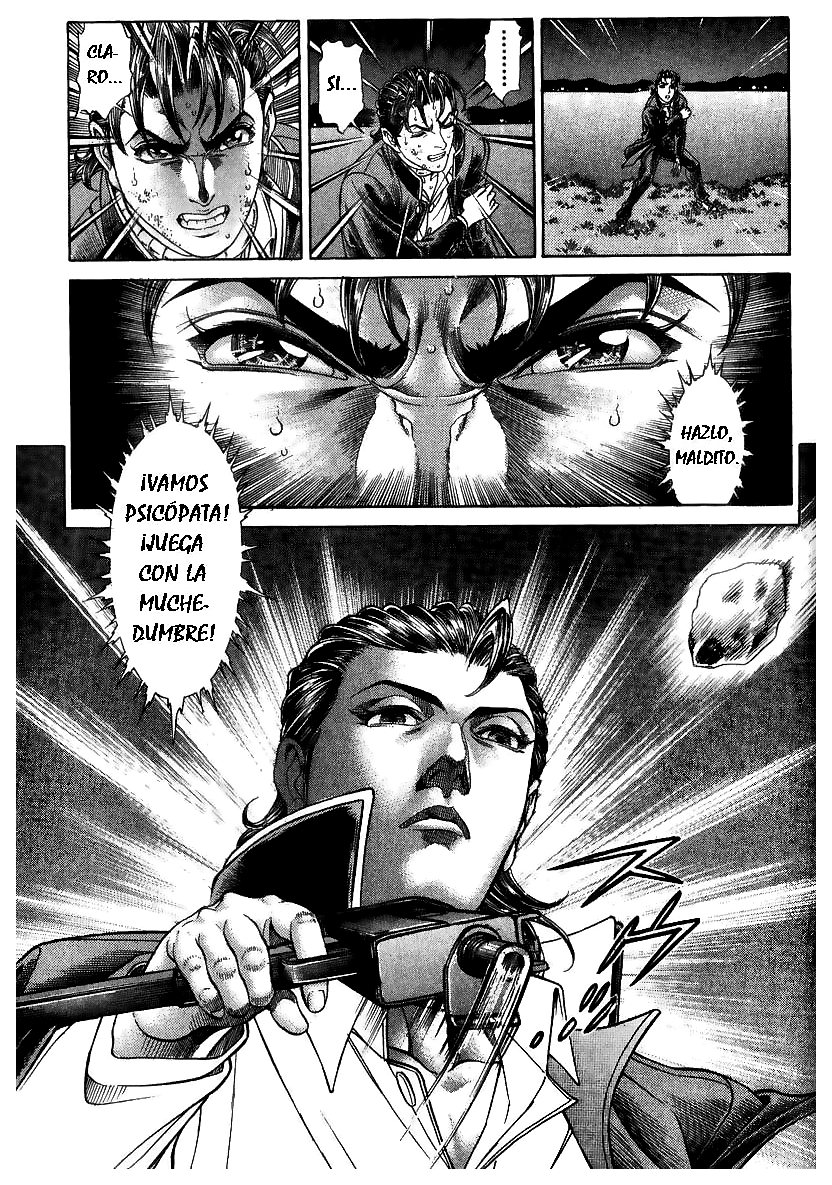 ........
SI...
CLA-
RO...
HAZLO,
MALDITO.
¡VAMOS
PSICÓPATA!
¡JUEGA
CON LA
MUCHE-
DUMBRE!